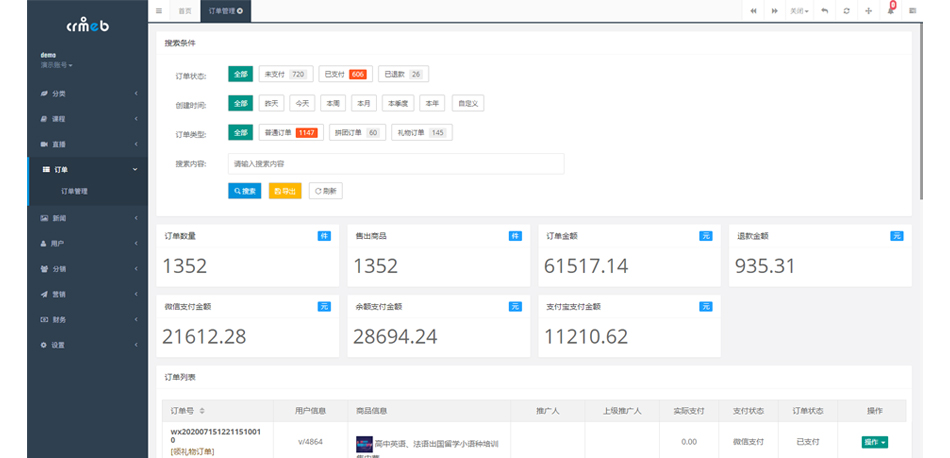 crmeb
demo
演示账号
分类
课程
直播
订单
订单管理
新闻
用户
分销
营销
财务
设置
首页
订单管理
关闭
0
搜索条件
订单状态: 全部 未支付 720 已支付 606 已退款 26
创建时间: 全部 昨天 今天 本周 本月 本季度 本年 自定义
订单类型: 全部 普通订单 1147 拼团订单 60 礼物订单 145
搜索内容: 请输入搜索内容
搜索 导出 刷新
订单数量 件 售出商品 件 订单金额 元 退款金额 元
1352 1352 61517.14 935.31
微信支付金额 元 余额支付金额 元 支付宝支付金额 元
21612.28 28694.24 11210.62
订单列表
订单号 用户信息 商品信息 推广人 上级推广人 实际支付 支付状态 订单状态 操作
wx202007151221151001
0
[领礼物订单]
v/4864
高中英语、法语出国留学小语种培训
0.00
微信支付
已支付
操作